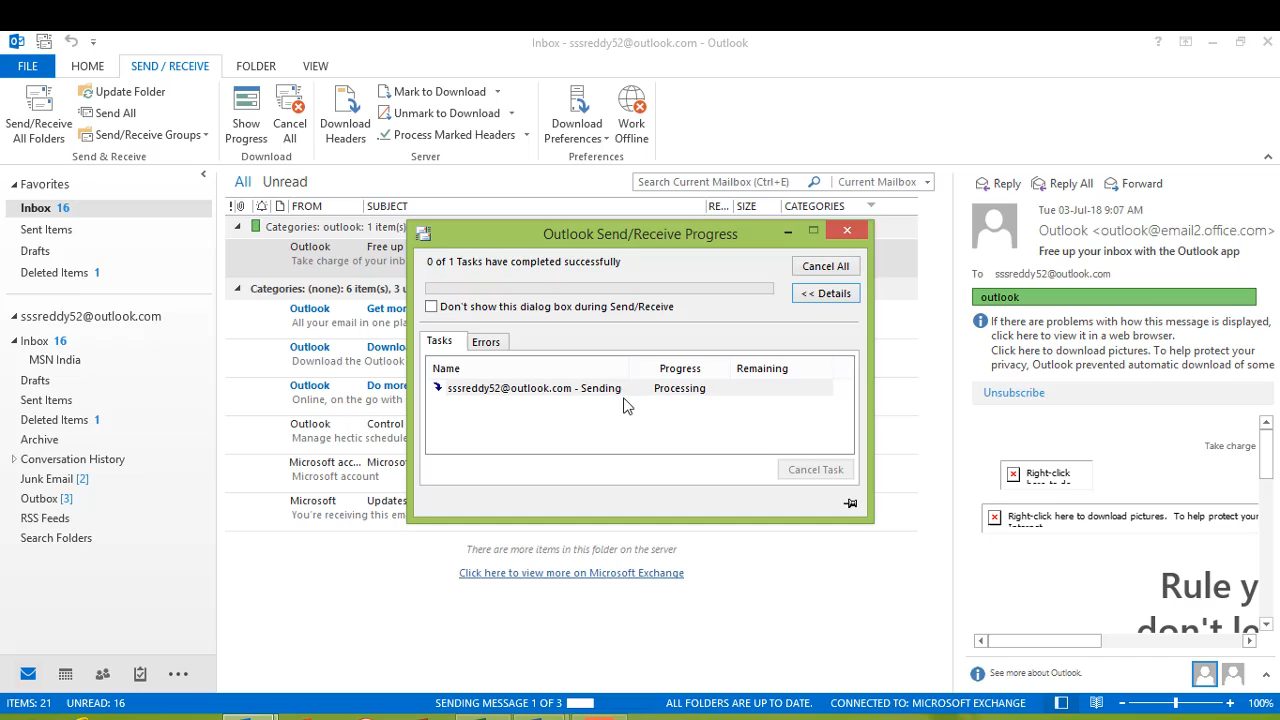 Inbox - sssreddy52@outlook.com - Outlook
FILE HOME SEND / RECEIVE FOLDER VIEW
Send/Receive All Folders
Update Folder
Send All
Send/Receive Groups
Send & Receive
Show Progress
Cancel All
Download
Download Headers
Mark to Download
Unmark to Download
Process Marked Headers
Server
Download Preferences
Work Offline
Preferences
Favorites
Inbox 16
Sent Items
Drafts
Deleted Items 1
sssreddy52@outlook.com
Inbox 16
MSN India
Drafts
Sent Items
Deleted Items 1
Archive
Conversation History
Junk Email [2]
Outbox [3]
RSS Feeds
Search Folders
All Unread
Search Current Mailbox (Ctrl+E) Current Mailbox
FROM SUBJECT RE... SIZE CATEGORIES
Categories: outlook: 1 item(s)
Outlook Free up
Take charge of your inbo
Categories: (none): 6 item(s), 3 u
Outlook Get mor
All your email in one pla
Outlook Downlo
Download the Outlook
Outlook Do more
Online, on the go with
Outlook Control
Manage hectic schedule
Microsoft acc... Microso
Microsoft account
Microsoft Updates
You're receiving this em
There are more items in this folder on the server
Click here to view more on Microsoft Exchange
Outlook Send/Receive Progress
0 of 1 Tasks have completed successfully
Cancel All
<< Details
Don't show this dialog box during Send/Receive
Tasks Errors
Name Progress Remaining
sssreddy52@outlook.com - Sending Processing
Cancel Task
Reply Reply All Forward
Tue 03-Jul-18 9:07 AM
Outlook <outlook@email2.office.com>
Free up your inbox with the Outlook app
To sssreddy52@outlook.com
outlook
If there are problems with how this message is displayed,
click here to view it in a web browser.
Click here to download pictures. To help protect your
privacy, Outlook prevented automatic download of some
Unsubscribe
Take charge
Right-click
Right-click here to download pictures. To help protect your
Rule y
don't le
See more about Outlook.
ITEMS: 21 UNREAD: 16 SENDING MESSAGE 1 OF 3 ALL FOLDERS ARE UP TO DATE. CONNECTED TO: MICROSOFT EXCHANGE 100%